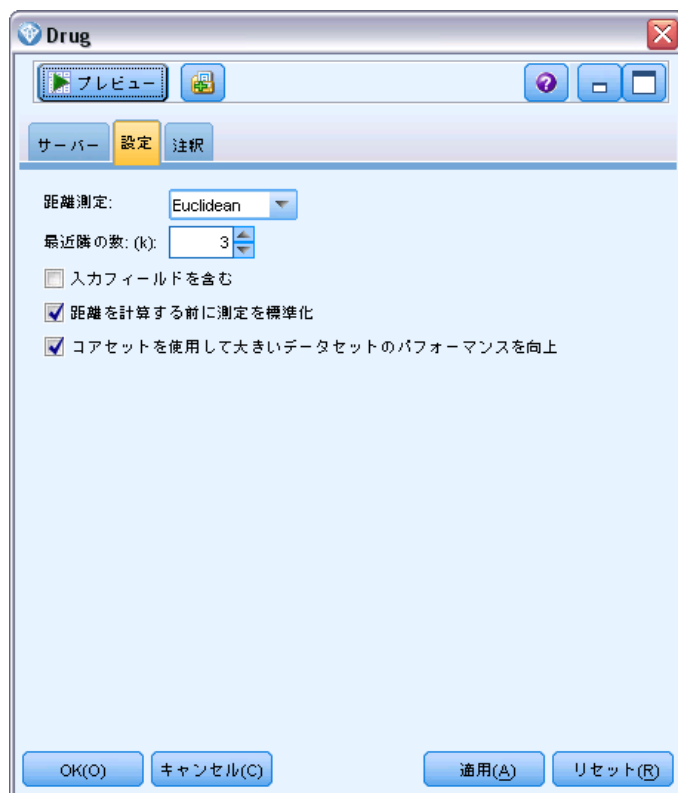 Drug
プレビュー
サーバー 設定 注釈
距離測定: Euclidean
最近隣の数: (k): 3
入力フィールドを含む
距離を計算する前に測定を標準化
コアセットを使用して大きいデータセットのパフォーマンスを向上
OK(O) キャンセル(C) 適用(A) リセット(R)